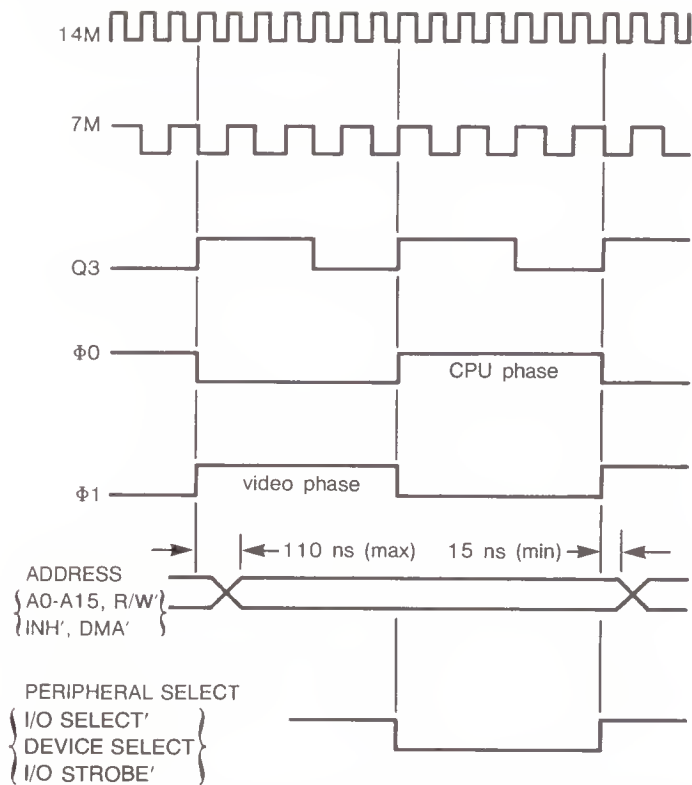 14M
7M
Q3
Φ0
CPU phase
Φ1
video phase
110 ns (max)
15 ns (min)
ADDRESS
A0-A15, R/W′
INH′, DMA′
PERIPHERAL SELECT
I/O SELECT′
DEVICE SELECT
I/O STROBE′